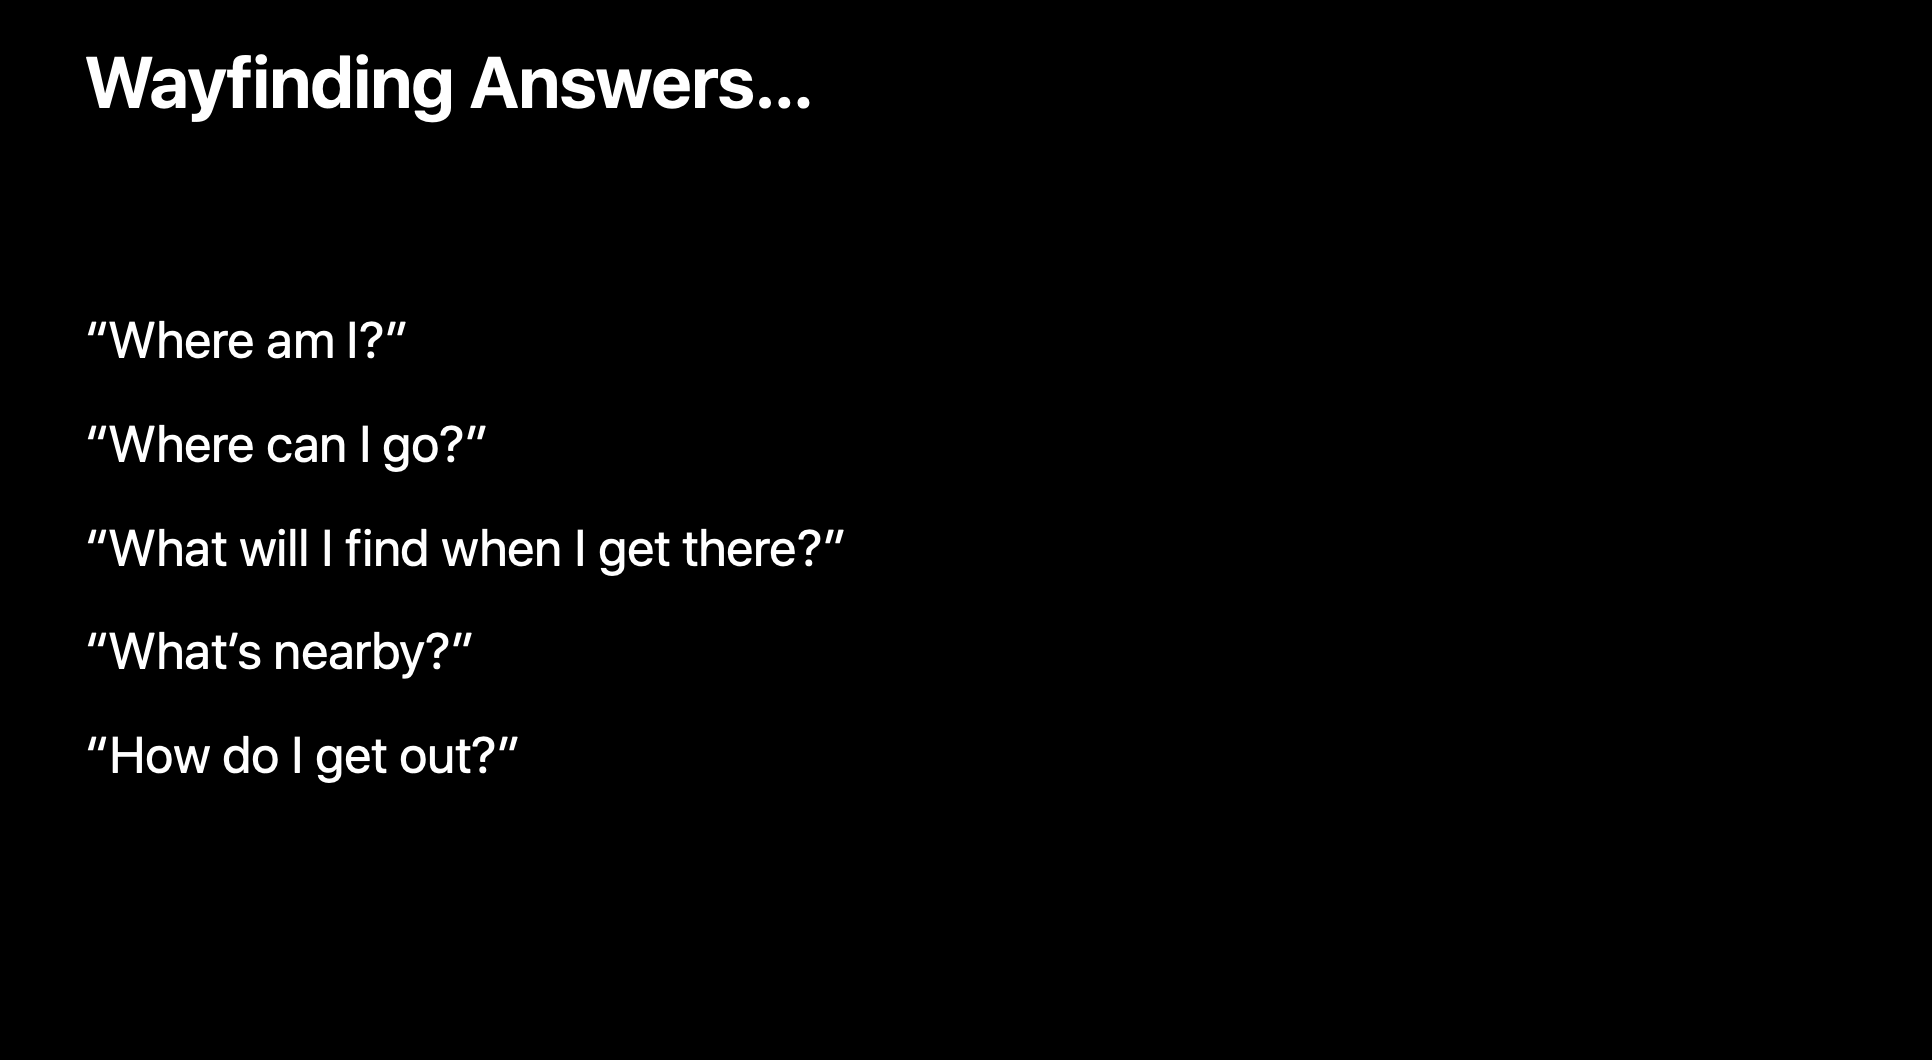 Wayfinding Answers...
“Where am I?”
“Where can I go?”
“What will I find when I get there?”
“What’s nearby?”
“How do I get out?”